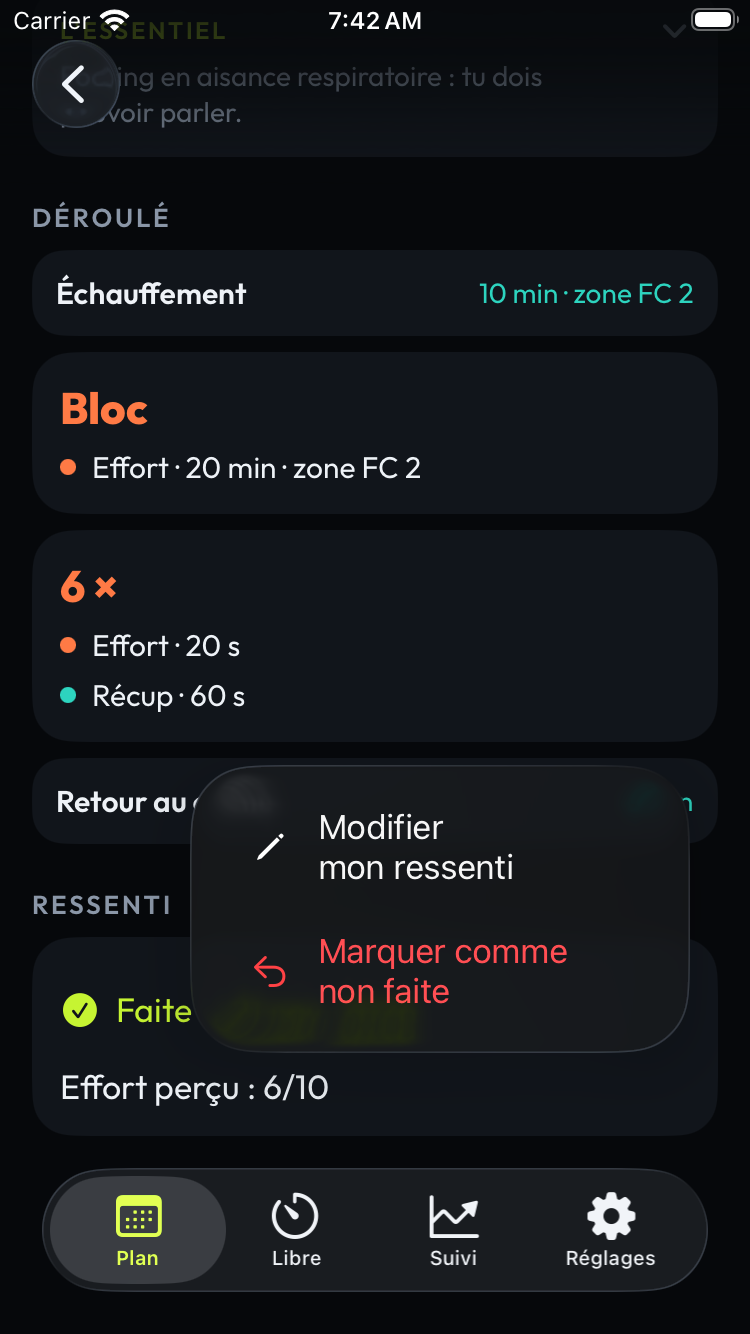 Carrier
7:42 AM
L'ESSENTIEL
en aisance respiratoire : tu dois
parler.
DÉROULÉ
Échauffement
10 min · zone FC 2
Bloc
Effort · 20 min · zone FC 2
6 ×
Effort · 20 s
Récup · 60 s
Retour au
Modifier
mon ressenti
RESSENTI
Marquer comme
non faite
Faite
Effort perçu : 6/10
Plan
Libre
Suivi
Réglages